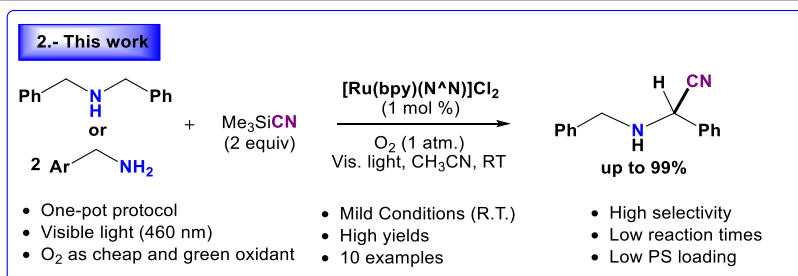 2.- This work
Ph N H Ph
or
2 Ar NH2
+
Me3SiCN
(2 equiv)
[Ru(bpy)(N^N)]Cl2
(1 mol %)
O2 (1 atm.)
Vis. light, CH3CN, RT
H CN
Ph N H Ph
up to 99%
• One-pot protocol
• Visible light (460 nm)
• O2 as cheap and green oxidant
• Mild Conditions (R.T.)
• High yields
• 10 examples
• High selectivity
• Low reaction times
• Low PS loading